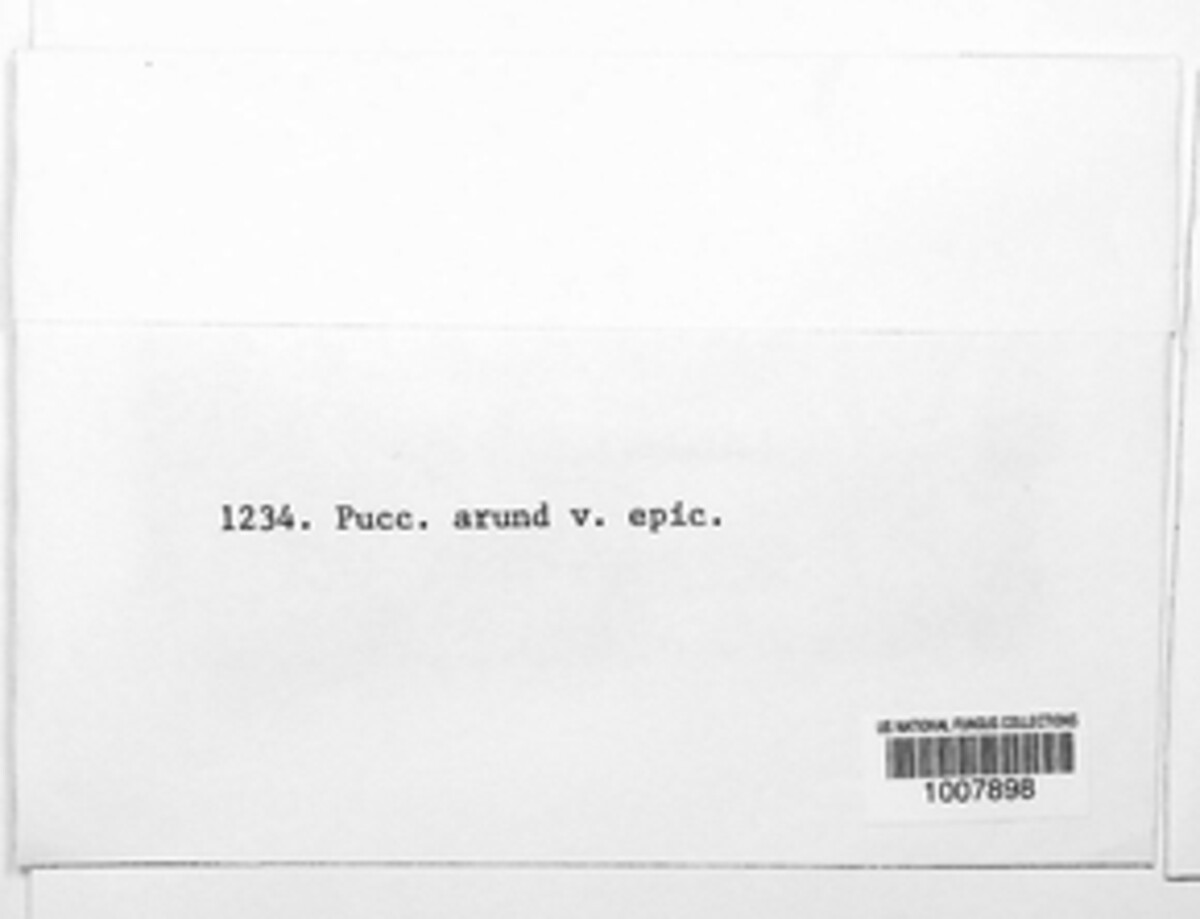 1234. Pucc. arund v. epic.
US NATIONAL FUNGUS COLLECTIONS
1007898